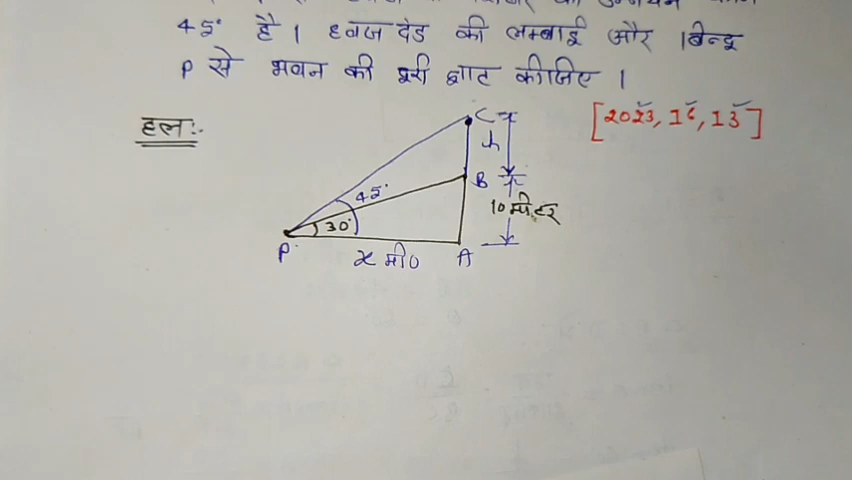 45° है । ध्वज दंड की लम्बाई और बिन्दु
P से भवन की दूरी ज्ञात कीजिए ।
हल:-
[2023, 16, 13]
C
h
B
45°
10 मीटर
30°
P
x मी0
A